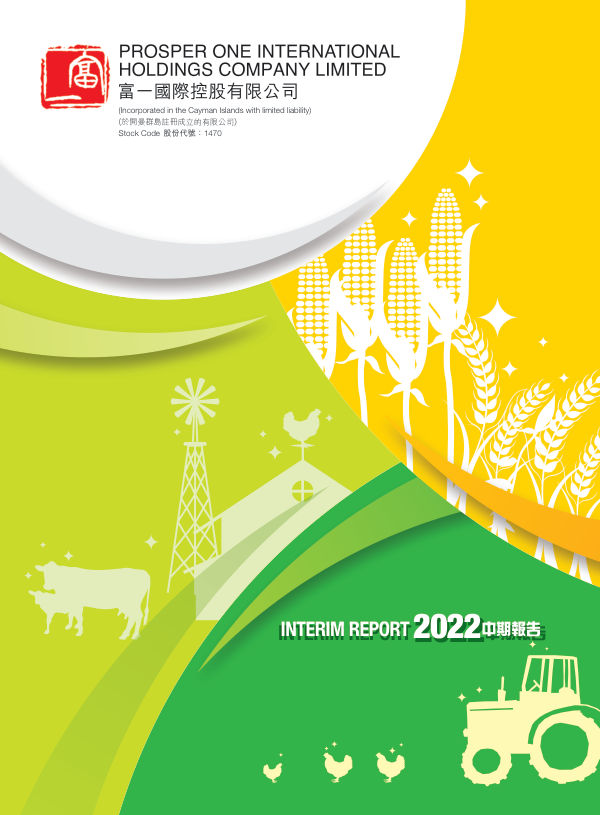 富
PROSPER ONE INTERNATIONAL
HOLDINGS COMPANY LIMITED
富一國際控股有限公司
(Incorporated in the Cayman Islands with limited liability)
(於開曼群島註冊成立的有限公司)
Stock Code 股份代號：1470
INTERIM REPORT 2022 中期報告